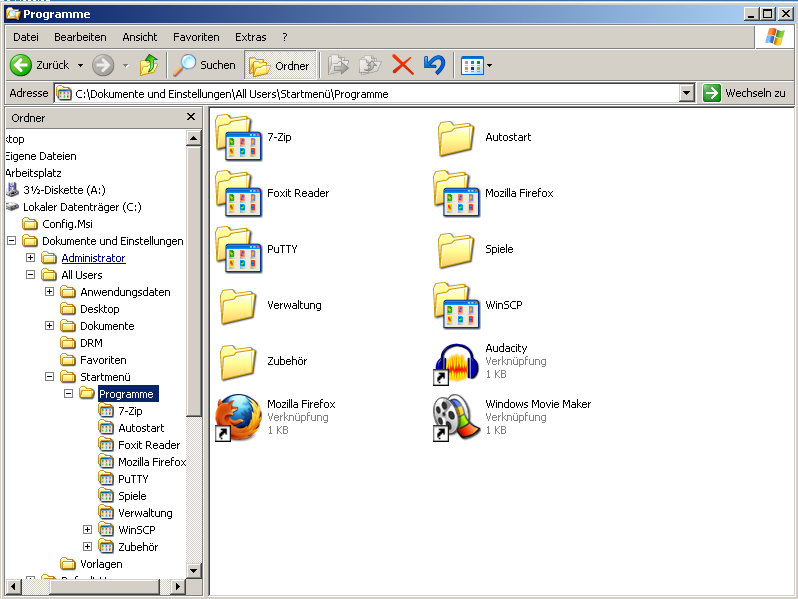 Programme
Datei Bearbeiten Ansicht Favoriten Extras ?
Zurück Suchen Ordner
Adresse C:\Dokumente und Einstellungen\All Users\Startmenü\Programme Wechseln zu
Ordner
ktop
Eigene Dateien
Arbeitsplatz
3½-Diskette (A:)
Lokaler Datenträger (C:)
Config.Msi
Dokumente und Einstellungen
Administrator
All Users
Anwendungsdaten
Desktop
Dokumente
DRM
Favoriten
Startmenü
Programme
7-Zip
Autostart
Foxit Reader
Mozilla Firefox
PuTTY
Spiele
Verwaltung
WinSCP
Zubehör
Vorlagen
7-Zip
Autostart
Foxit Reader
Mozilla Firefox
PuTTY
Spiele
Verwaltung
WinSCP
Zubehör
Audacity
Verknüpfung
1 KB
Mozilla Firefox
Verknüpfung
1 KB
Windows Movie Maker
Verknüpfung
1 KB